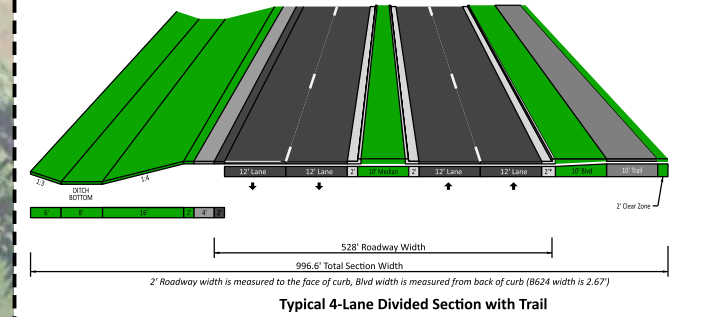 1:3
DITCH
BOTTOM
1:4
12' Lane 12' Lane 2' 10' Median 2' 12' Lane 12' Lane 2'* 10' Blvd 10' Trail
2' Clear Zone
6' 8' 16' 2' 4' 2'
528' Roadway Width
996.6' Total Section Width
2' Roadway width is measured to the face of curb, Blvd width is measured from back of curb (B624 width is 2.67')
Typical 4-Lane Divided Section with Trail